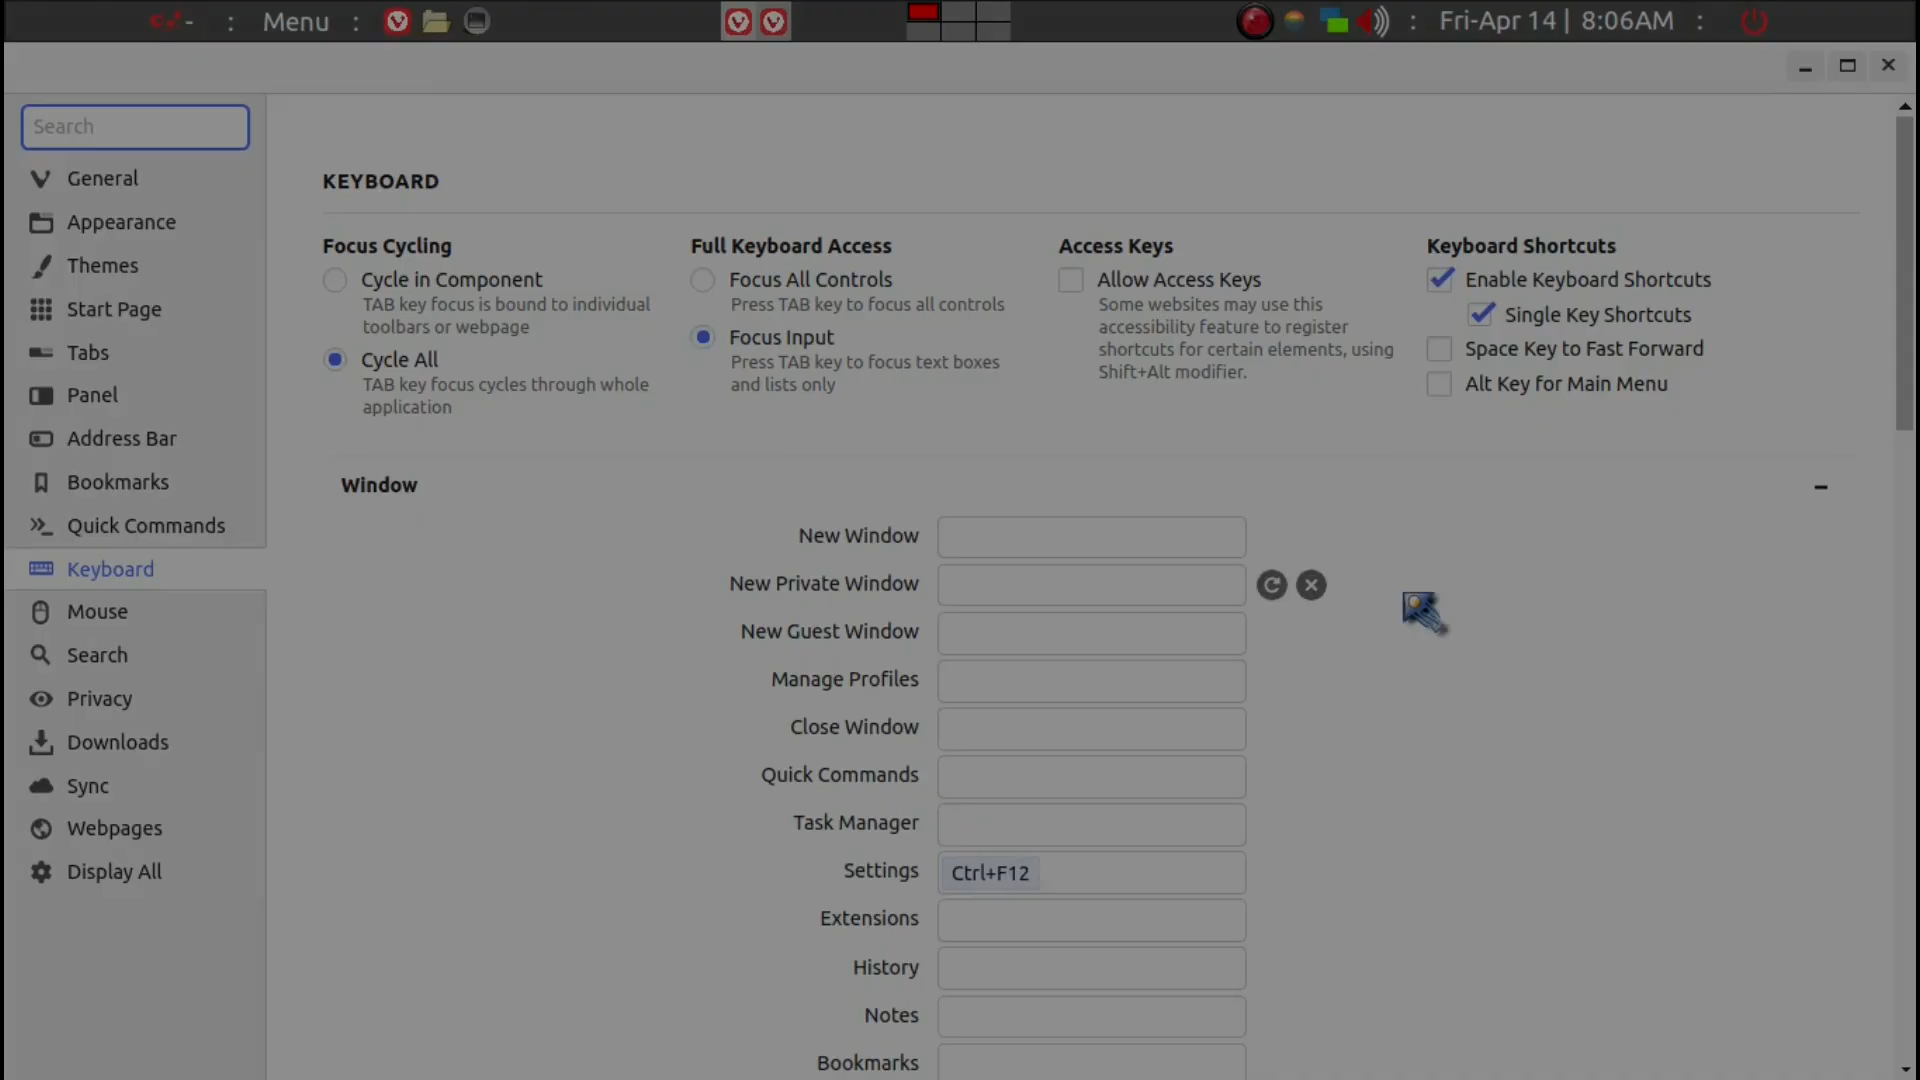 Menu
Fri-Apr 14 | 8:06AM
Search
General
Appearance
Themes
Start Page
Tabs
Panel
Address Bar
Bookmarks
Quick Commands
Keyboard
Mouse
Search
Privacy
Downloads
Sync
Webpages
Display All
KEYBOARD
Focus Cycling
Cycle in Component
TAB key focus is bound to individual
toolbars or webpage
Cycle All
TAB key focus cycles through whole
application
Full Keyboard Access
Focus All Controls
Press TAB key to focus all controls
Focus Input
Press TAB key to focus text boxes
and lists only
Access Keys
Allow Access Keys
Some websites may use this
accessibility feature to register
shortcuts for certain elements, using
Shift+Alt modifier.
Keyboard Shortcuts
Enable Keyboard Shortcuts
Single Key Shortcuts
Space Key to Fast Forward
Alt Key for Main Menu
Window
New Window
New Private Window
New Guest Window
Manage Profiles
Close Window
Quick Commands
Task Manager
Settings Ctrl+F12
Extensions
History
Notes
Bookmarks